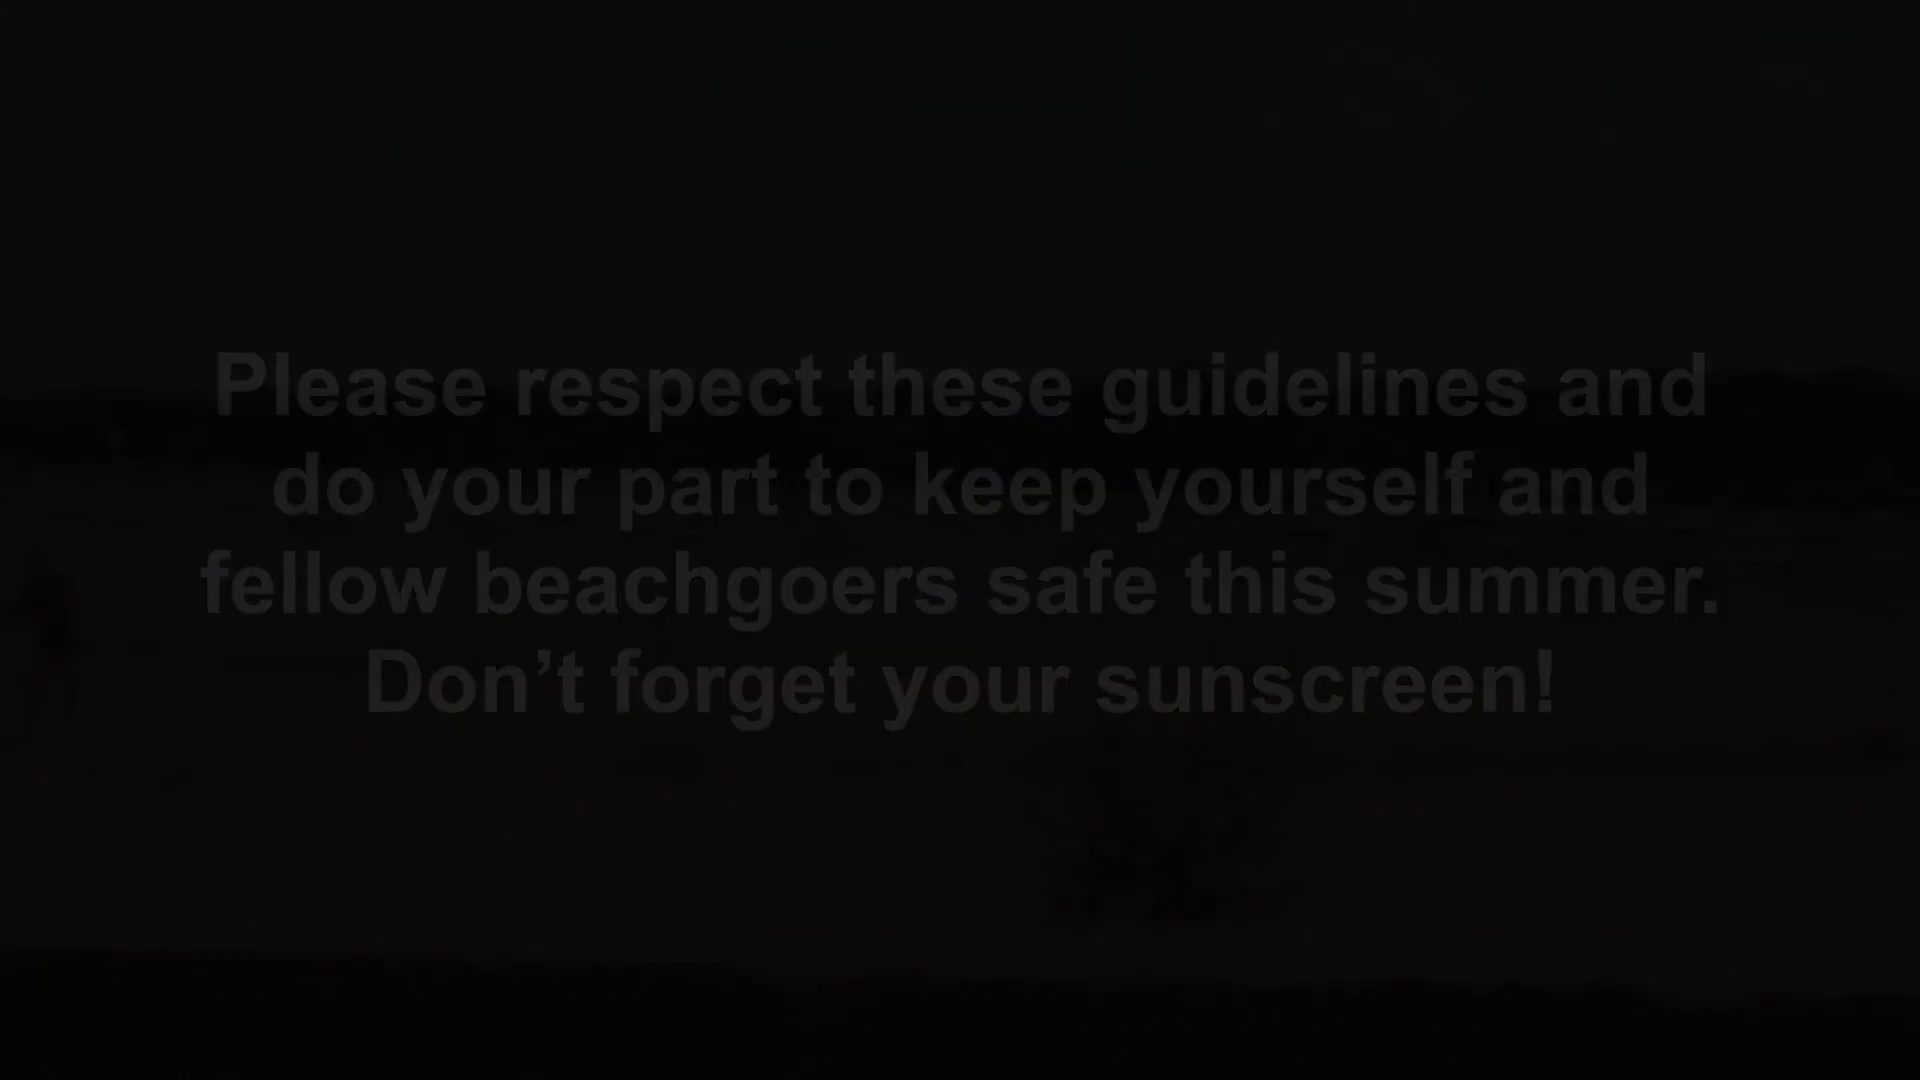 Please respect these guidelines and
do your part to keep yourself and
fellow beachgoers safe this summer.
Don’t forget your sunscreen!